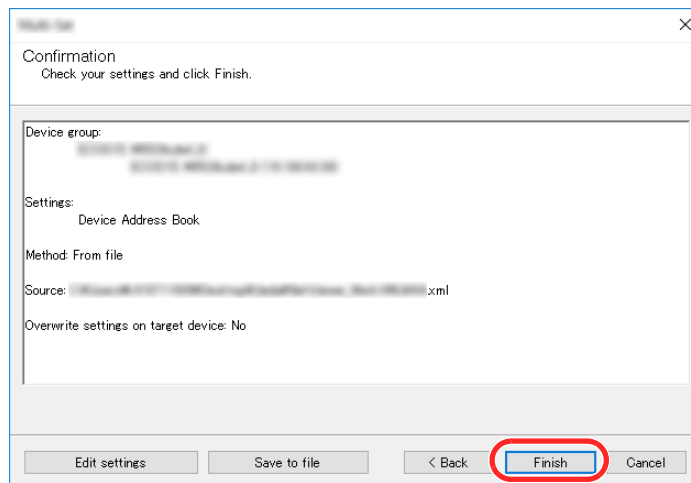 Confirmation
Check your settings and click Finish.
Device group:
Settings:
Device Address Book
Method: From file
Source: .xml
Overwrite settings on target device: No
Edit settings
Save to file
< Back
Finish
Cancel